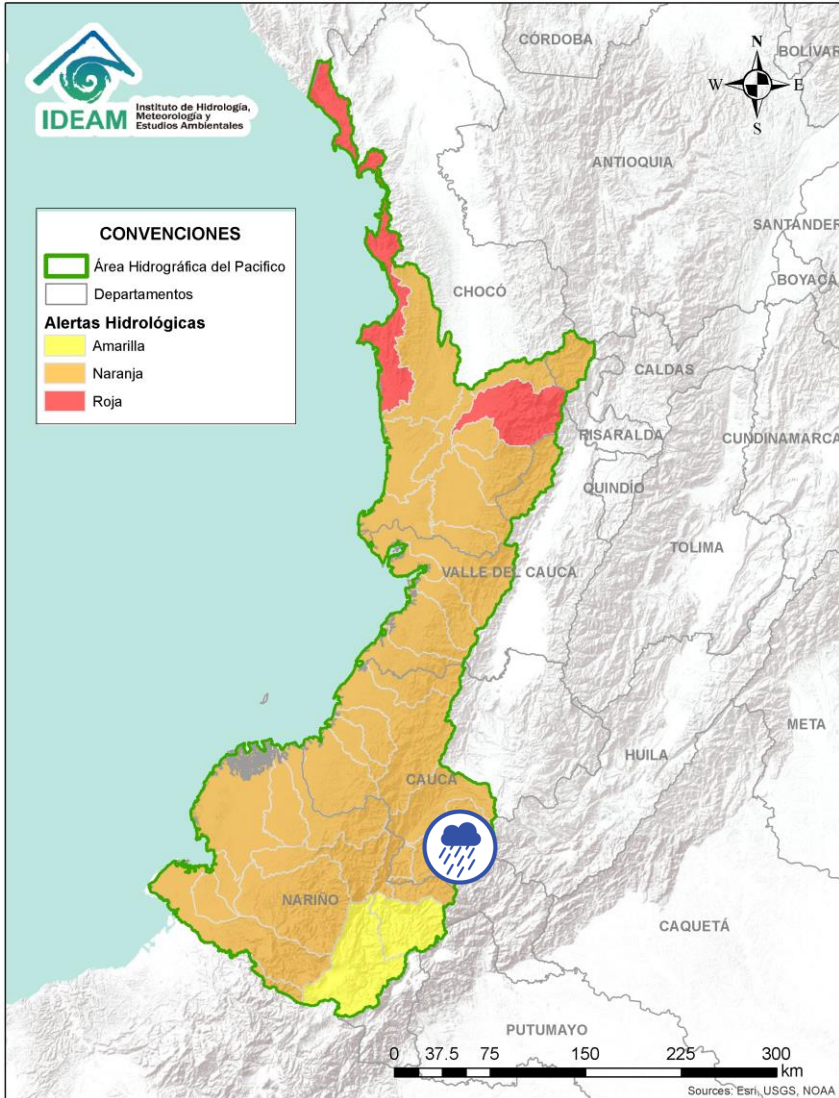 IDEAM
Instituto de Hidrología,
Meteorología y
Estudios Ambientales
CÓRDOBA
BOLÍVAR
N
W
E
S
ANTIOQUIA
SANTANDER
BOYACÁ
CONVENCIONES
Área Hidrográfica del Pacifico
Departamentos
Alertas Hidrológicas
Amarilla
Naranja
Roja
CHOCÓ
CALDAS
RISARALDA
CUNDINAMARCA
QUINDÍO
TOLIMA
VALLE DEL CAUCA
META
HUILA
CAUCA
NARIÑO
CAQUETÁ
PUTUMAYO
0 37.5 75 150 225 300
km
Sources: Esri, USGS, NOAA